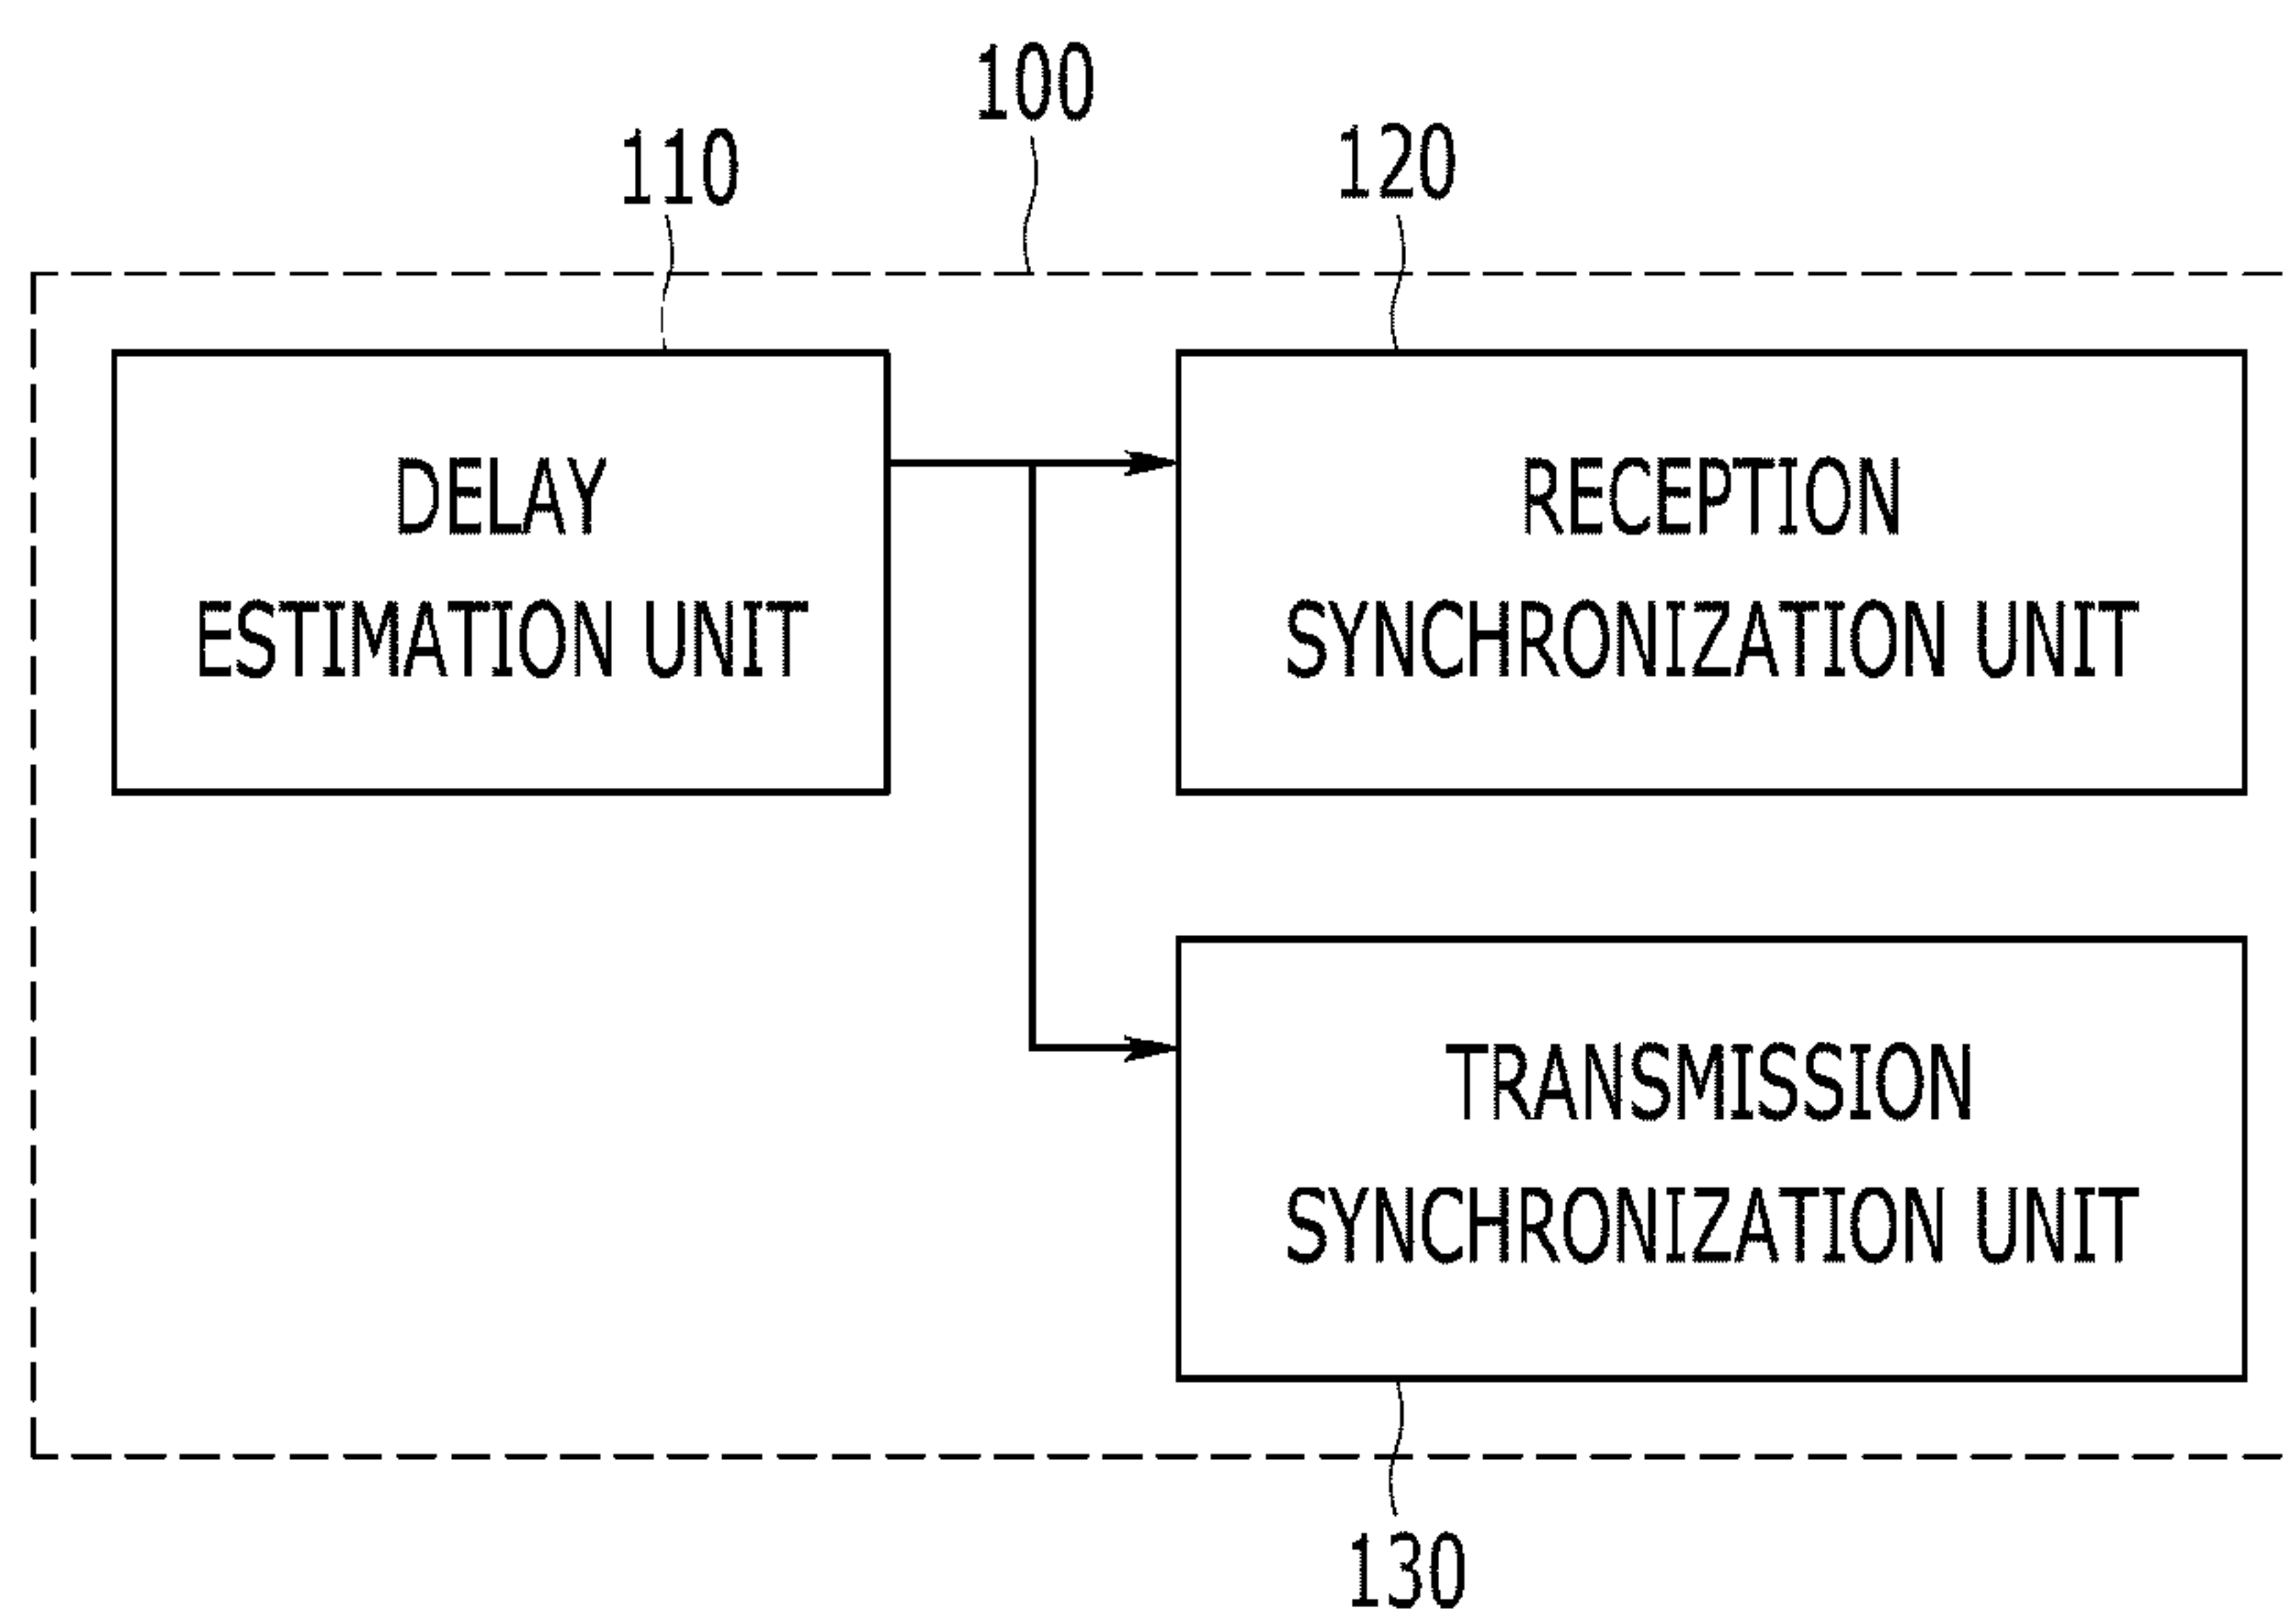 100
110
120
DELAY
ESTIMATION UNIT
RECEPTION
SYNCHRONIZATION UNIT
TRANSMISSION
SYNCHRONIZATION UNIT
130